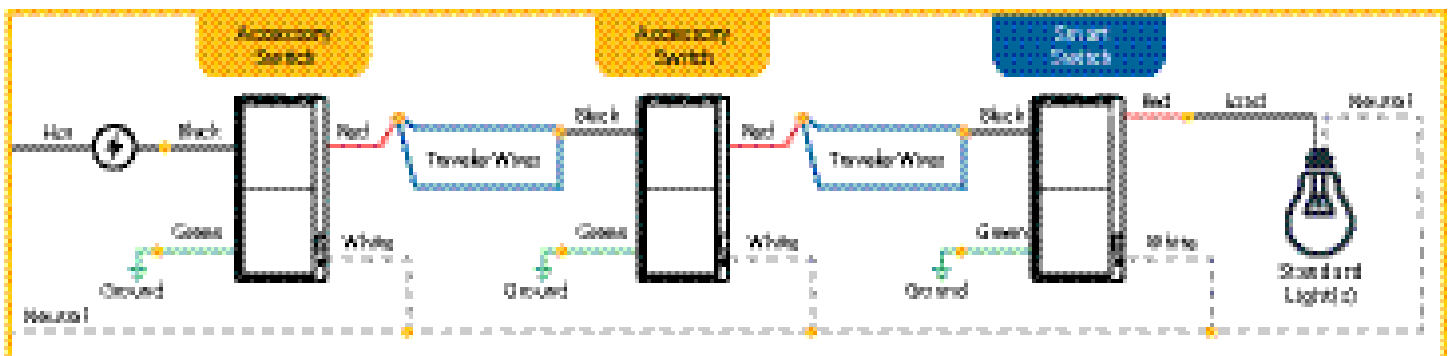 Accessory
Switch
Accessory
Switch
Smart
Switch
Hot
Black
Red
Traveler Wires
Black
Red
Traveler Wires
Black
Red
Load
Neutral
Green
White
Green
White
Green
White
Ground
Ground
Ground
Standard
Light(s)
Neutral